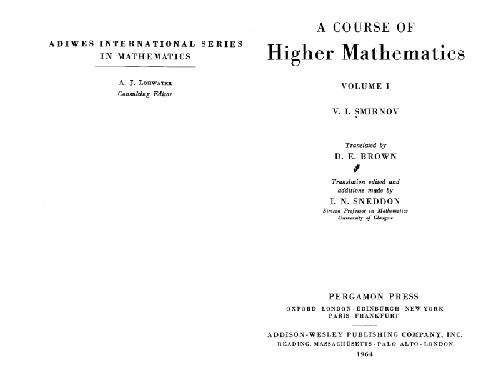 ADIWES INTERNATIONAL SERIES
IN MATHEMATICS
A. J. LOHWATER
Consulting Editor
A COURSE OF
Higher Mathematics
VOLUME I
V. I. SMIRNOV
Translated by
D. E. BROWN
Translation edited and
additions made by
I. N. SNEDDON
Simson Professor in Mathematics
University of Glasgow
PERGAMON PRESS
OXFORD · LONDON · EDINBURGH · NEW YORK
PARIS · FRANKFURT
ADDISON-WESLEY PUBLISHING COMPANY, INC.
READING, MASSACHUSETTS · PALO ALTO · LONDON
1964